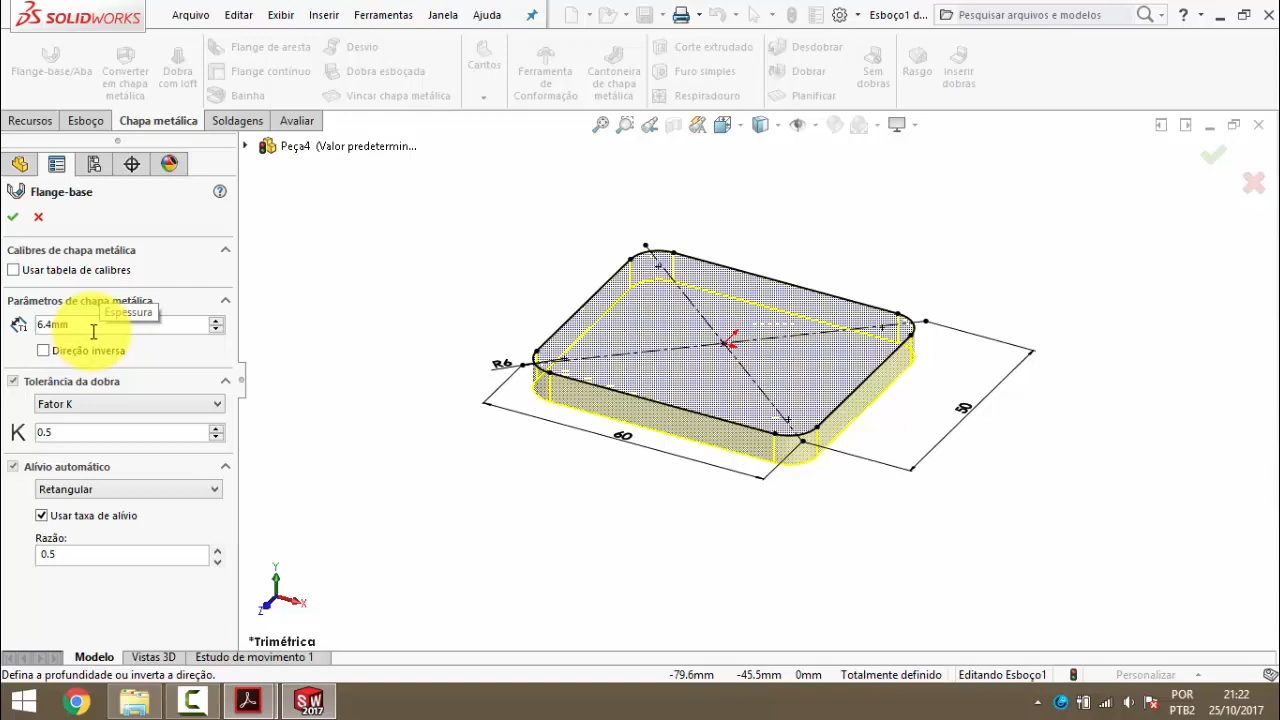 SOLIDWORKS
Arquivo Editar Exibir Inserir Ferramentas Janela Ajuda
Esboço1 d...
Pesquisar arquivos e modelos
?
Flange-base/Aba
Converter em chapa metálica
Dobra com loft
Flange de aresta
Flange contínuo
Bainha
Desvio
Dobra esboçada
Vincar chapa metálica
Cantos
Ferramenta de Conformação
Cantoneira de chapa metálica
Corte extrudado
Furo simples
Respiradouro
Desdobrar
Dobrar
Planificar
Sem dobras
Rasgo
Inserir dobras
Recursos Esboço Chapa metálica Soldagens Avaliar
Peça4 (Valor predetermin...
Flange-base
?
Calibres de chapa metálica
Usar tabela de calibres
Parâmetros de chapa metálica
Espessura
T1 6.4mm
Direção inversa
Tolerância da dobra
Fator K
K 0.5
Alívio automático
Retangular
Usar taxa de alívio
Razão:
0.5
R6
60
50
Y
Z X
*Trimétrica
Modelo Vistas 3D Estudo de movimento 1
Defina a profundidade ou inverta a direção.
-79.6mm -45.5mm 0mm Totalmente definido Editando Esboço1 Personalizar
SW
2017
POR
PTB2
21:22
25/10/2017